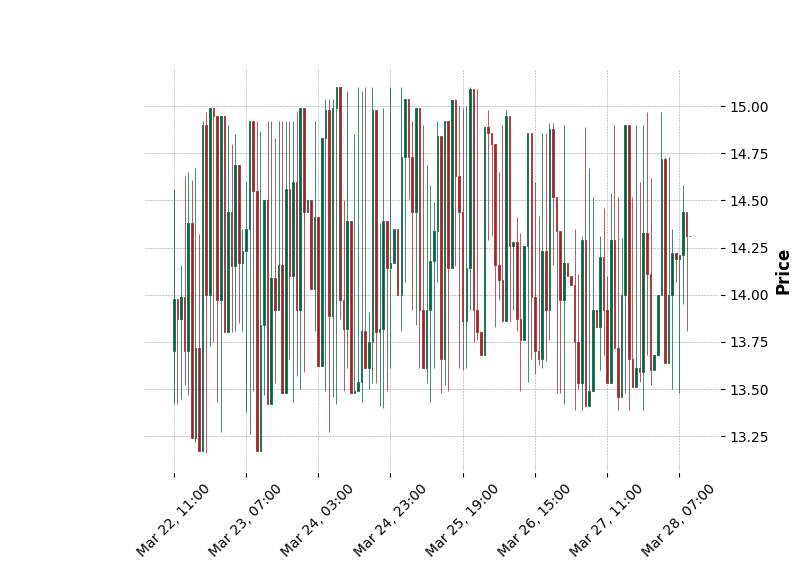 15.00
14.75
14.50
14.25
14.00
13.75
13.50
13.25
Price
Mar 22, 11:00
Mar 23, 07:00
Mar 24, 03:00
Mar 24, 23:00
Mar 25, 19:00
Mar 26, 15:00
Mar 27, 11:00
Mar 28, 07:00